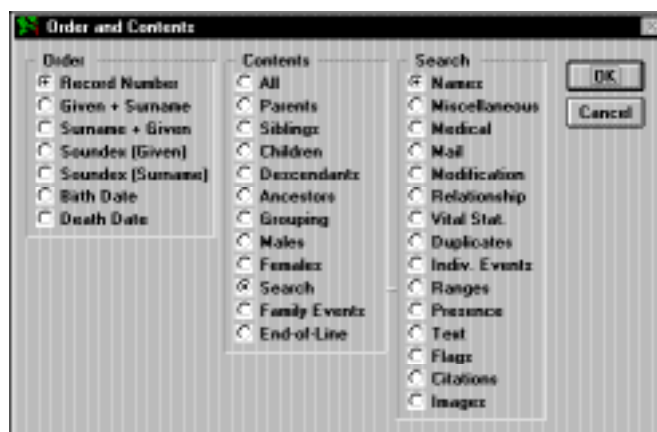 Order and Contents
Order
Record Number
Given + Surname
Surname + Given
Soundex (Given)
Soundex (Surname)
Birth Date
Death Date
Contents
All
Parents
Siblings
Children
Descendants
Ancestors
Grouping
Males
Females
Search
Family Events
End-of-Line
Search
Names
Miscellaneous
Medical
Mail
Modification
Relationship
Vital Stat.
Duplicates
Indiv. Events
Ranges
Presence
Text
Flags
Citations
Images
OK
Cancel